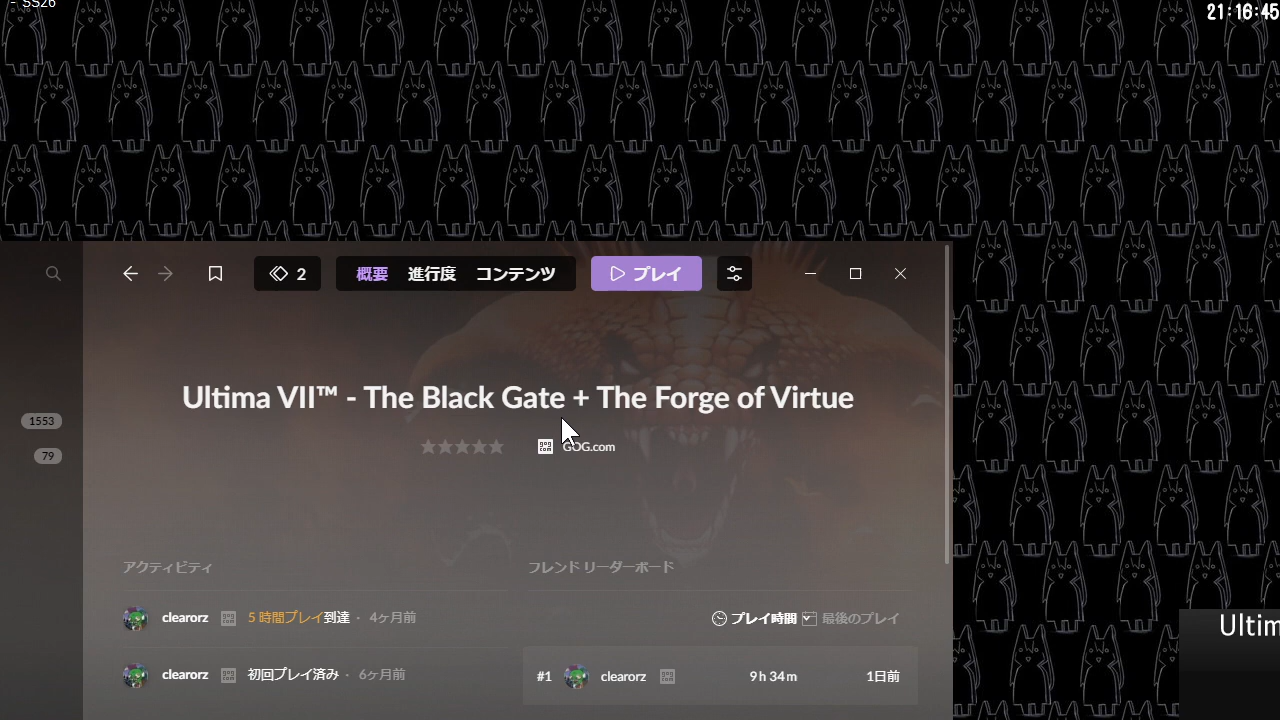 - SS26
21:16:45
2
概要
進行度
コンテンツ
プレイ
Ultima VII™ - The Black Gate + The Forge of Virtue
1553
79
GOG.com
アクティビティ
フレンド リーダーボード
clearorz 5 時間プレイ到達 · 4ヶ月前
プレイ時間 最後のプレイ
clearorz 初回プレイ済み · 6ヶ月前
#1 clearorz 9 h 34 m 1日前
Ultim